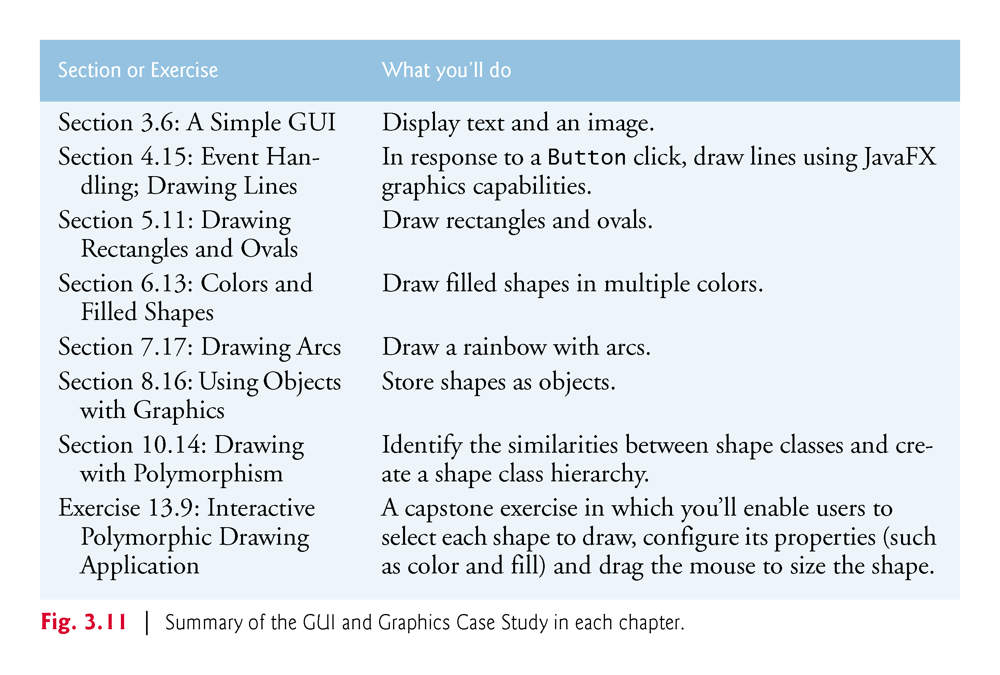 Section or Exercise What you’ll do
Section 3.6: A Simple GUI Display text and an image.
Section 4.15: Event Han- In response to a Button click, draw lines using JavaFX
dling; Drawing Lines graphics capabilities.
Section 5.11: Drawing Draw rectangles and ovals.
Rectangles and Ovals
Section 6.13: Colors and Draw filled shapes in multiple colors.
Filled Shapes
Section 7.17: Drawing Arcs Draw a rainbow with arcs.
Section 8.16: Using Objects Store shapes as objects.
with Graphics
Section 10.14: Drawing Identify the similarities between shape classes and cre-
with Polymorphism ate a shape class hierarchy.
Exercise 13.9: Interactive A capstone exercise in which you’ll enable users to
Polymorphic Drawing select each shape to draw, configure its properties (such
Application as color and fill) and drag the mouse to size the shape.
Fig. 3.11 | Summary of the GUI and Graphics Case Study in each chapter.